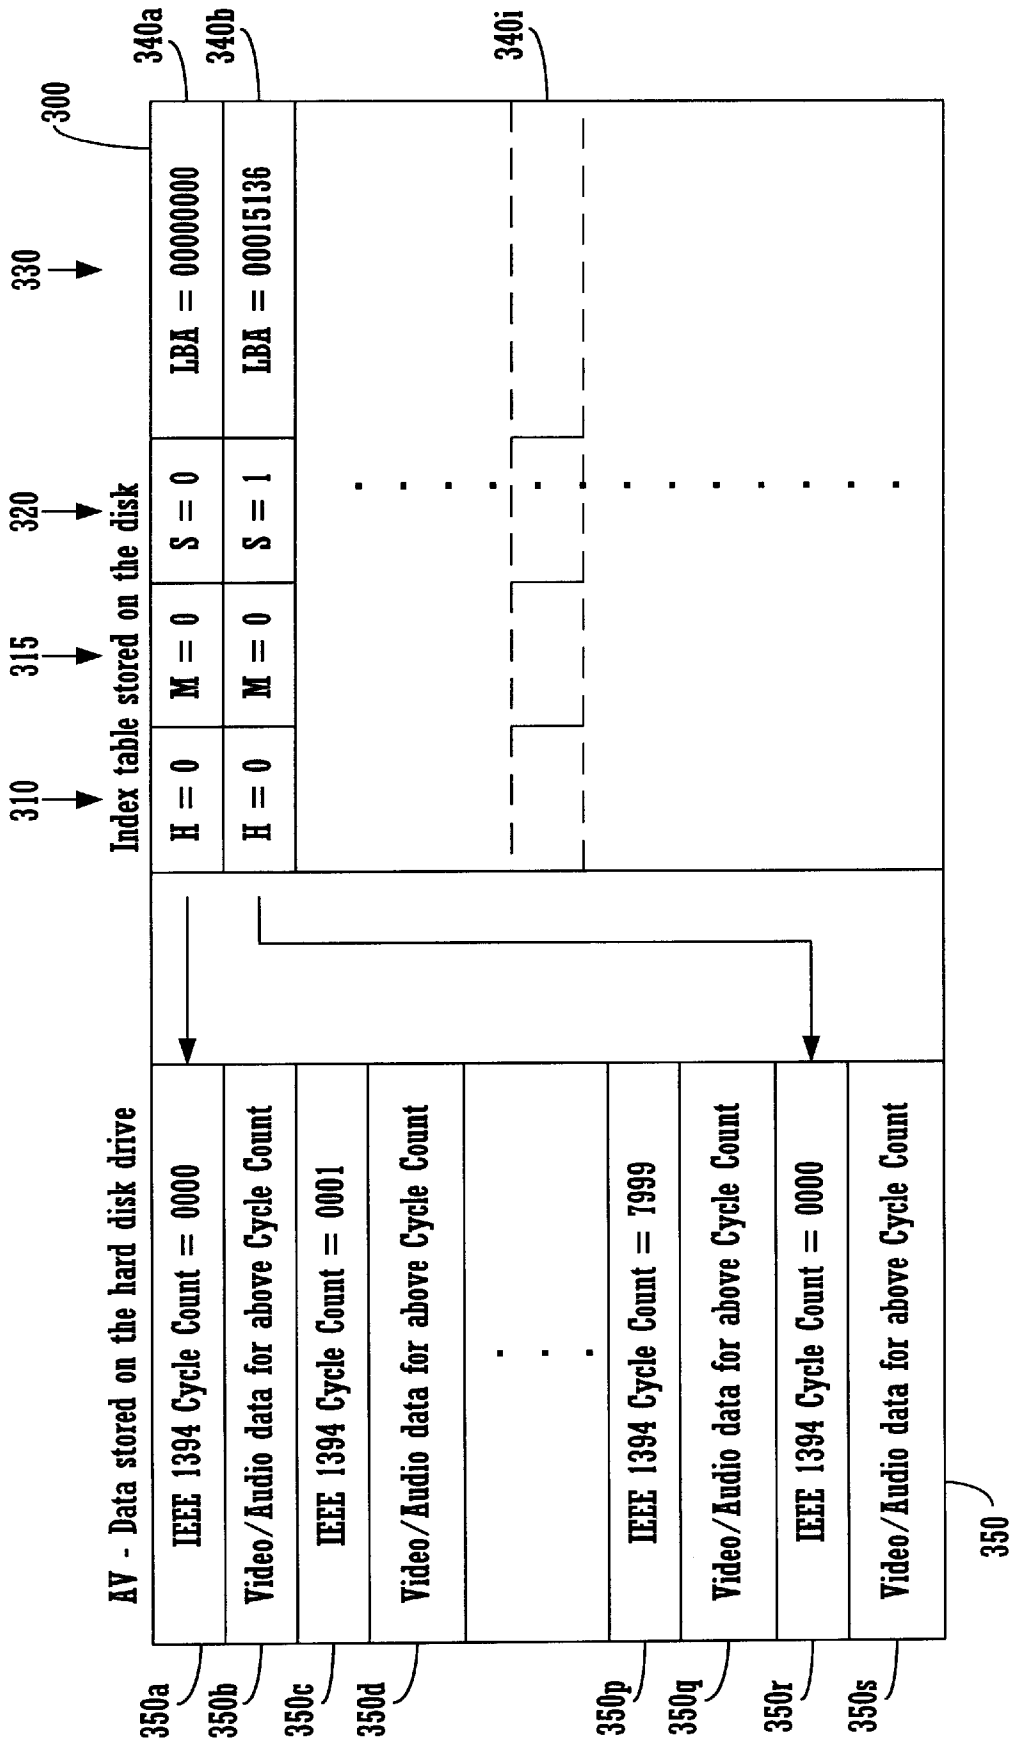 AV - Data stored on the hard disk drive
350a
IEEE 1394 Cycle Count = 0000
350b
Video/Audio data for above Cycle Count
350c
IEEE 1394 Cycle Count = 0001
350d
Video/Audio data for above Cycle Count
350p
IEEE 1394 Cycle Count = 7999
350q
Video/Audio data for above Cycle Count
350r
IEEE 1394 Cycle Count = 0000
350s
Video/Audio data for above Cycle Count
350
310 315 320 330
Index table stored on the disk
300
H = 0 M = 0 S = 0 LBA = 00000000
340a
H = 0 M = 0 S = 1 LBA = 00015136
340b
340i